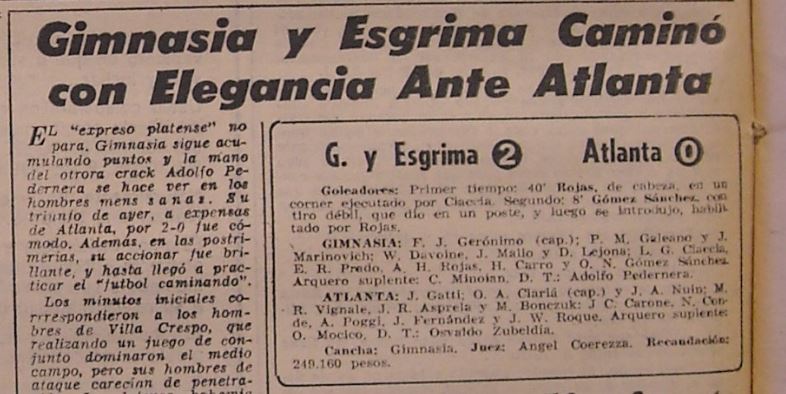 Gimnasia y Esgrima Caminó
con Elegancia Ante Atlanta
EL "expreso platense" no
para. Gimnasia sigue acu-
mulando puntos y la mano
del otrora crack Adolfo Pe-
dernera se hace ver en los
hombres mens sanas. Su
triunfo de ayer, a expensas
de Atlanta, por 2-0 fue có-
modo. Además, en las postri-
merías, su accionar fue bri-
llante, y hasta llegó a prac-
ticar el "futbol caminando".
Los minutos iniciales co-
rrrespondieron a los hom-
bres de Villa Crespo, que
realizando un juego de con-
junto dominaron el medio
campo, pero sus hombres de
ataque carecían de penetra-
G. y Esgrima 2 Atlanta 0
Goleadores: Primer tiempo: 40' Rojas, de cabeza, en un
corner ejecutado por Ciaccia. Segundo: 8' Gómez Sánchez, con
tiro débil, que dio en un poste, y luego se introdujo, habili-
tado por Rojas.
GIMNASIA: F. J. Gerónimo (cap.); P. M. Galeano y J.
Marinovich; W. Davoine, J. Mallo y D. Lejona; L. G. Ciaccia,
E. R. Prado, A. H. Rojas, H. Carro y O. N. Gómez Sánchez.
Arquero suplente: C. Minoian. D. T.: Adolfo Pedernera.
ATLANTA: J. Gatti; O. A. Clariá (cap.) y J. A. Nuin; M.
R. Vignale, J. R. Aspreia y M. Bonczuk; J. C. Carone, N. Con-
de, A. Poggi, J. Fernández y J. W. Roque. Arquero suplente:
O. Mocico, D. T.: Osvaldo Zubeldía.
Cancha: Gimnasia. Juez: Angel Coerezza. Recaudación:
249.160 pesos.